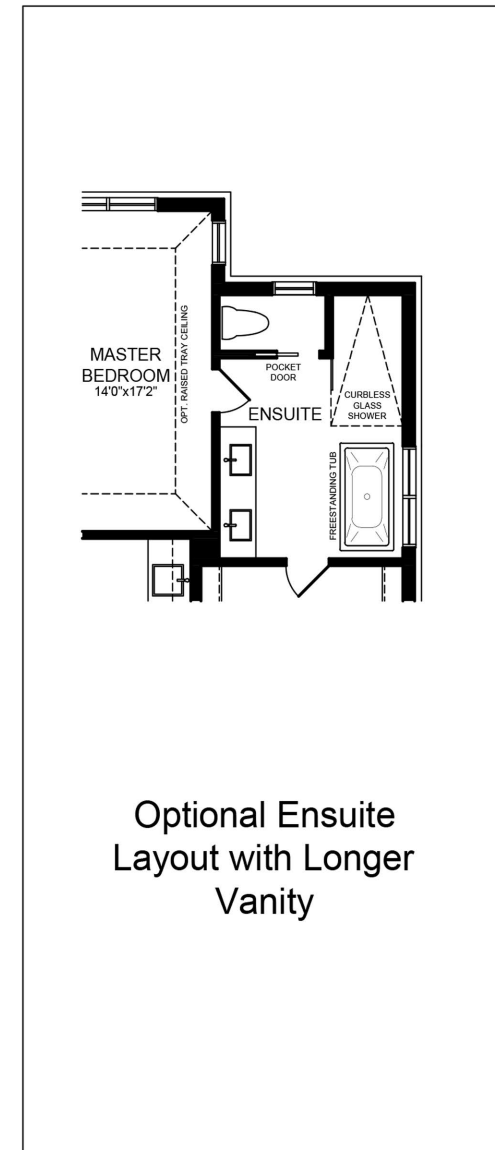 OPT. RAISED TRAY CEILING
MASTER
BEDROOM
14'0"x17'2"
POCKET
DOOR
ENSUITE
CURBLESS
GLASS
SHOWER
FREESTANDING TUB
Optional Ensuite
Layout with Longer
Vanity